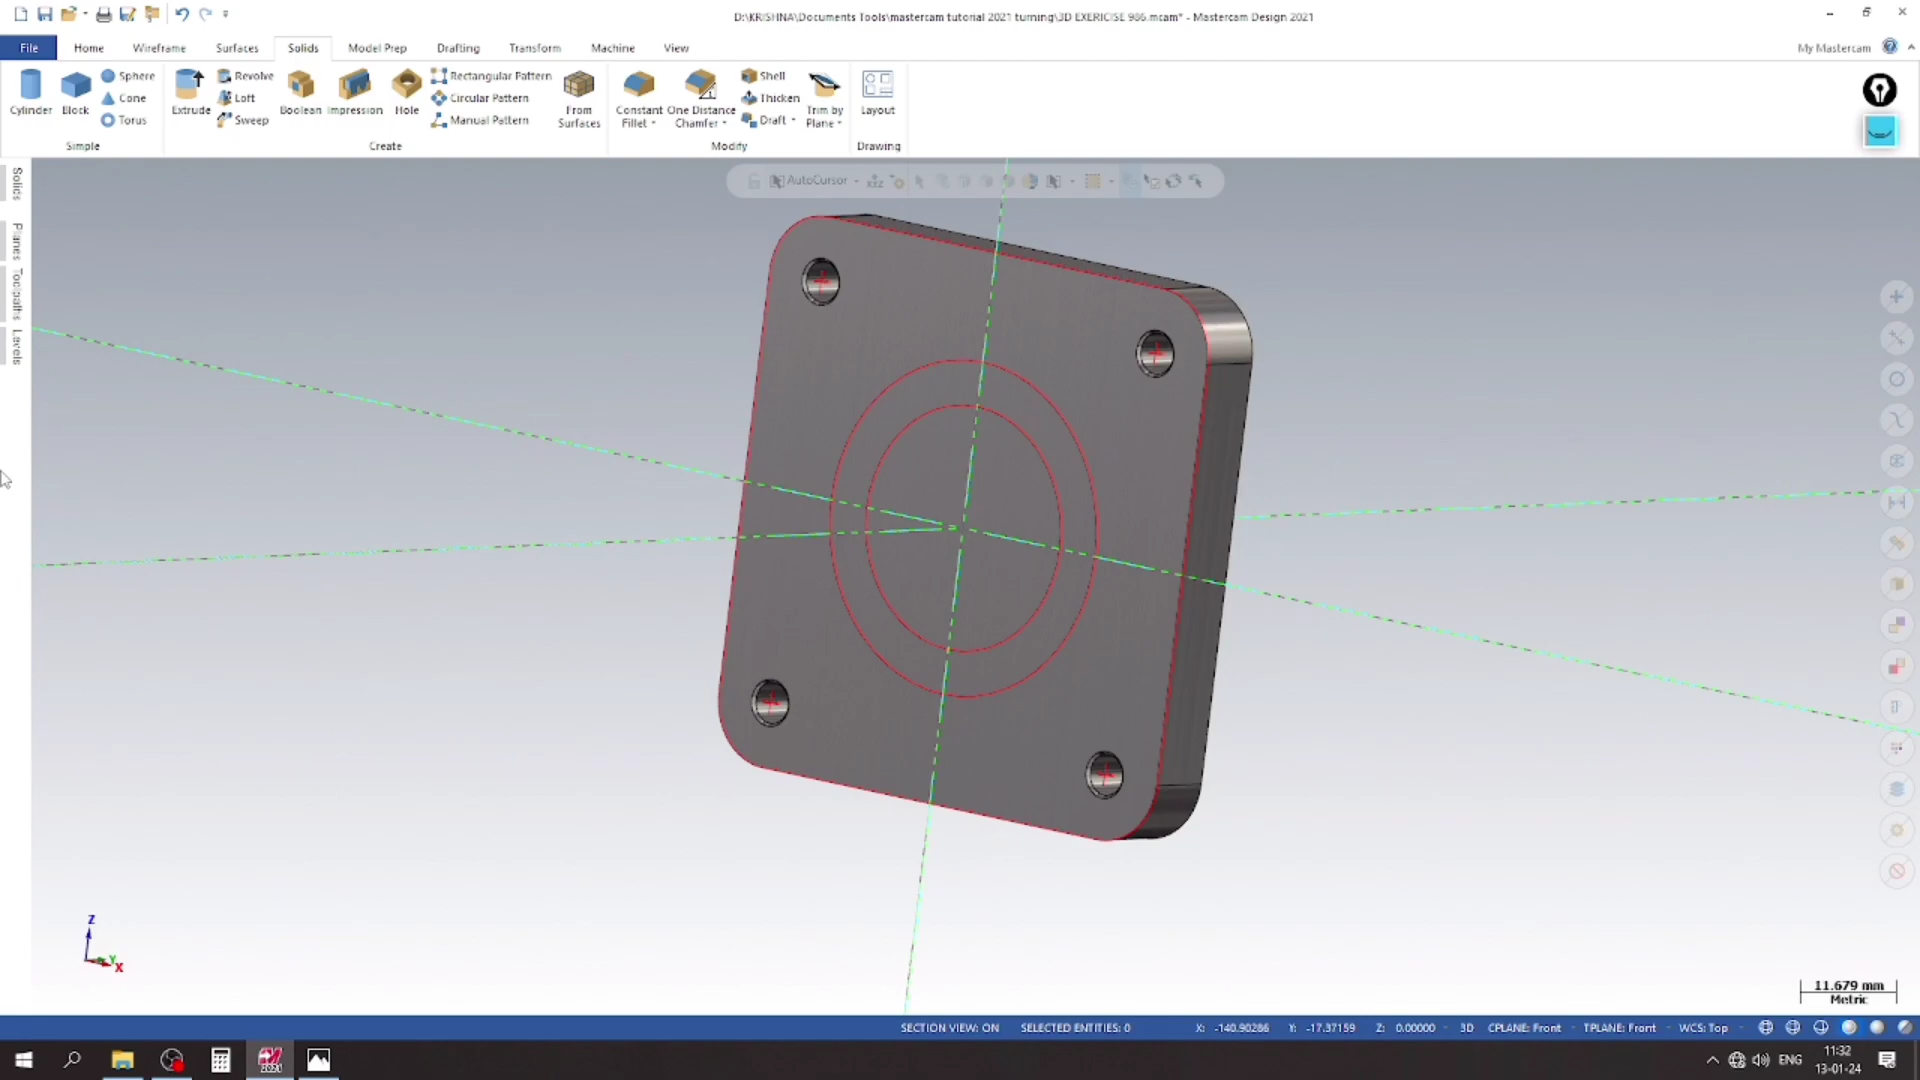 D:\KRISHNA\Documents Tools\mastercam tutorial 2021 turning\3D EXERICISE 986.mcam* - Mastercam Design 2021
File Home Wireframe Surfaces Solids Model Prep Drafting Transform Machine View My Mastercam
Cylinder Block Sphere Cone Torus
Simple
Extrude Revolve Loft Sweep Boolean Impression Hole Rectangular Pattern Circular Pattern Manual Pattern From Surfaces
Create
Constant Fillet One Distance Chamfer Shell Thicken Draft Trim by Plane
Modify
Layout
Drawing
AutoCursor
Solids
Planes
Toolpaths
Levels
Z
Y
X
11.679 mm
Metric
SECTION VIEW: ON SELECTED ENTITIES: 0 X: -140.90286 Y: -17.37159 Z: 0.00000 3D CPLANE: Front TPLANE: Front WCS: Top
ENG 11:32
13-01-24